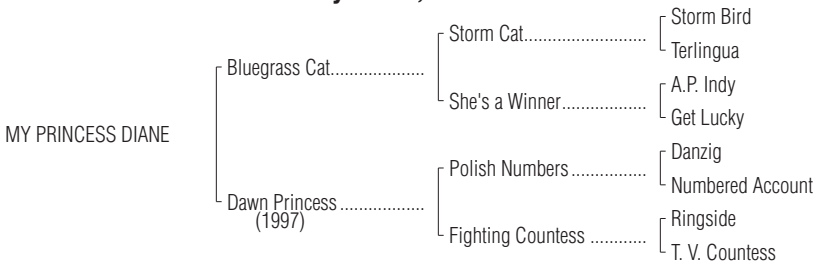 Storm Bird
Storm Cat...........................
Terlingua
Bluegrass Cat.....................
A.P. Indy
She's a Winner...................
Get Lucky
MY PRINCESS DIANE
Danzig
Polish Numbers.................
Numbered Account
Dawn Princess...................
(1997)
Ringside
Fighting Countess.............
T. V. Countess